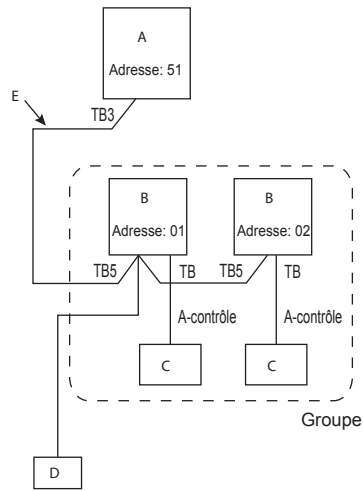 A
Adresse: 51
E
TB3
B
Adresse: 01
B
Adresse: 02
TB5
TB
TB5
TB
A-contrôle
A-contrôle
C
C
Groupe
D